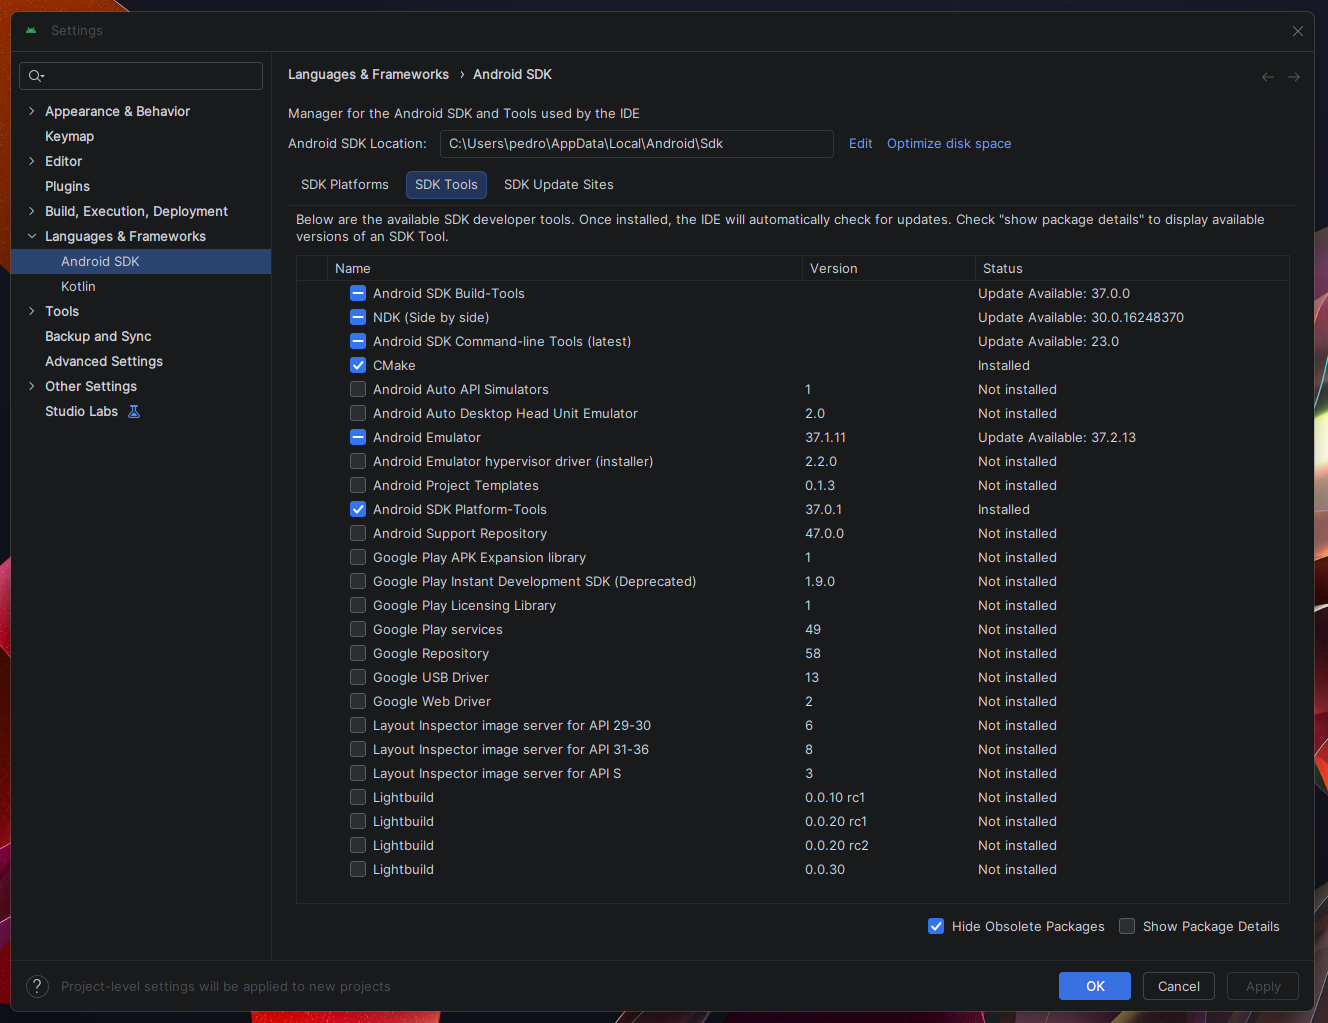 Settings
Languages & Frameworks › Android SDK
Appearance & Behavior
Keymap
Editor
Plugins
Build, Execution, Deployment
Languages & Frameworks
Android SDK
Kotlin
Tools
Backup and Sync
Advanced Settings
Other Settings
Studio Labs
Manager for the Android SDK and Tools used by the IDE
Android SDK Location: C:\Users\pedro\AppData\Local\Android\Sdk Edit Optimize disk space
SDK Platforms SDK Tools SDK Update Sites
Below are the available SDK developer tools. Once installed, the IDE will automatically check for updates. Check "show package details" to display available
versions of an SDK Tool.
Name Version Status
Android SDK Build-Tools Update Available: 37.0.0
NDK (Side by side) Update Available: 30.0.16248370
Android SDK Command-line Tools (latest) Update Available: 23.0
CMake Installed
Android Auto API Simulators 1 Not installed
Android Auto Desktop Head Unit Emulator 2.0 Not installed
Android Emulator 37.1.11 Update Available: 37.2.13
Android Emulator hypervisor driver (installer) 2.2.0 Not installed
Android Project Templates 0.1.3 Not installed
Android SDK Platform-Tools 37.0.1 Installed
Android Support Repository 47.0.0 Not installed
Google Play APK Expansion library 1 Not installed
Google Play Instant Development SDK (Deprecated) 1.9.0 Not installed
Google Play Licensing Library 1 Not installed
Google Play services 49 Not installed
Google Repository 58 Not installed
Google USB Driver 13 Not installed
Google Web Driver 2 Not installed
Layout Inspector image server for API 29-30 6 Not installed
Layout Inspector image server for API 31-36 8 Not installed
Layout Inspector image server for API S 3 Not installed
Lightbuild 0.0.10 rc1 Not installed
Lightbuild 0.0.20 rc1 Not installed
Lightbuild 0.0.20 rc2 Not installed
Lightbuild 0.0.30 Not installed
Hide Obsolete Packages Show Package Details
? Project-level settings will be applied to new projects
OK Cancel Apply